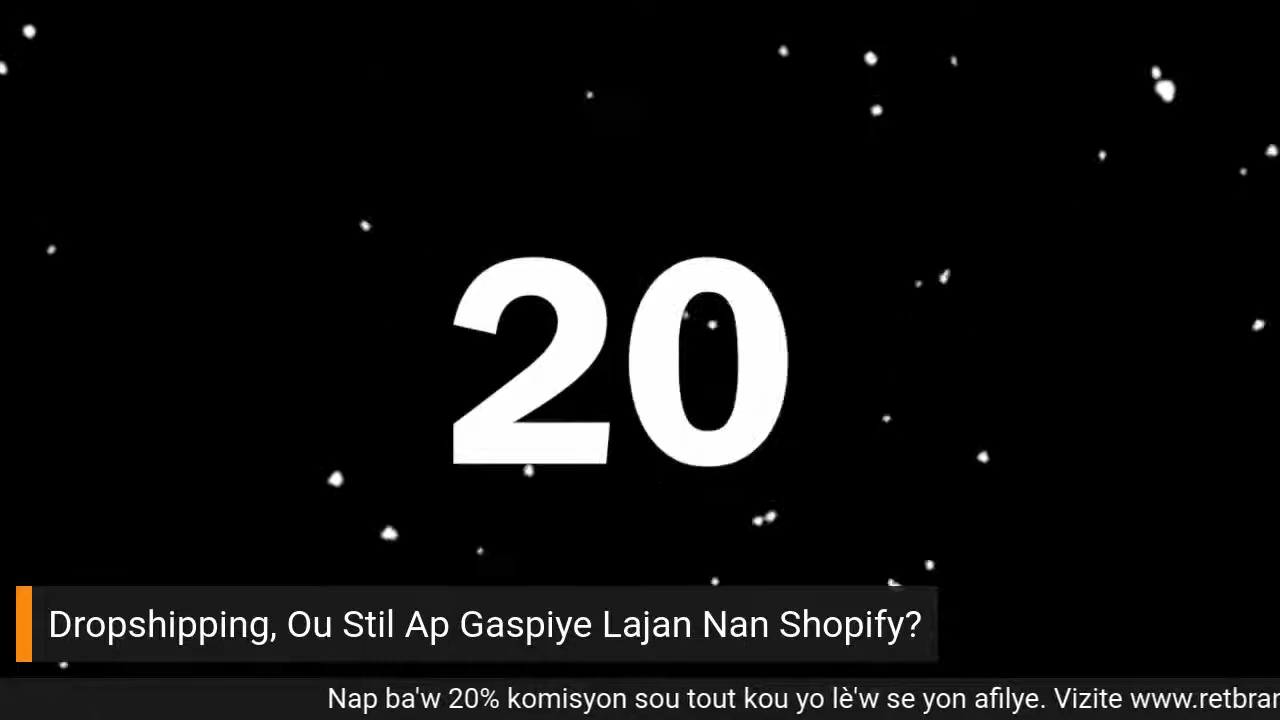 20
Dropshipping, Ou Stil Ap Gaspiye Lajan Nan Shopify?
Nap ba'w 20% komisyon sou tout kou yo lè'w se yon afilye. Vizite